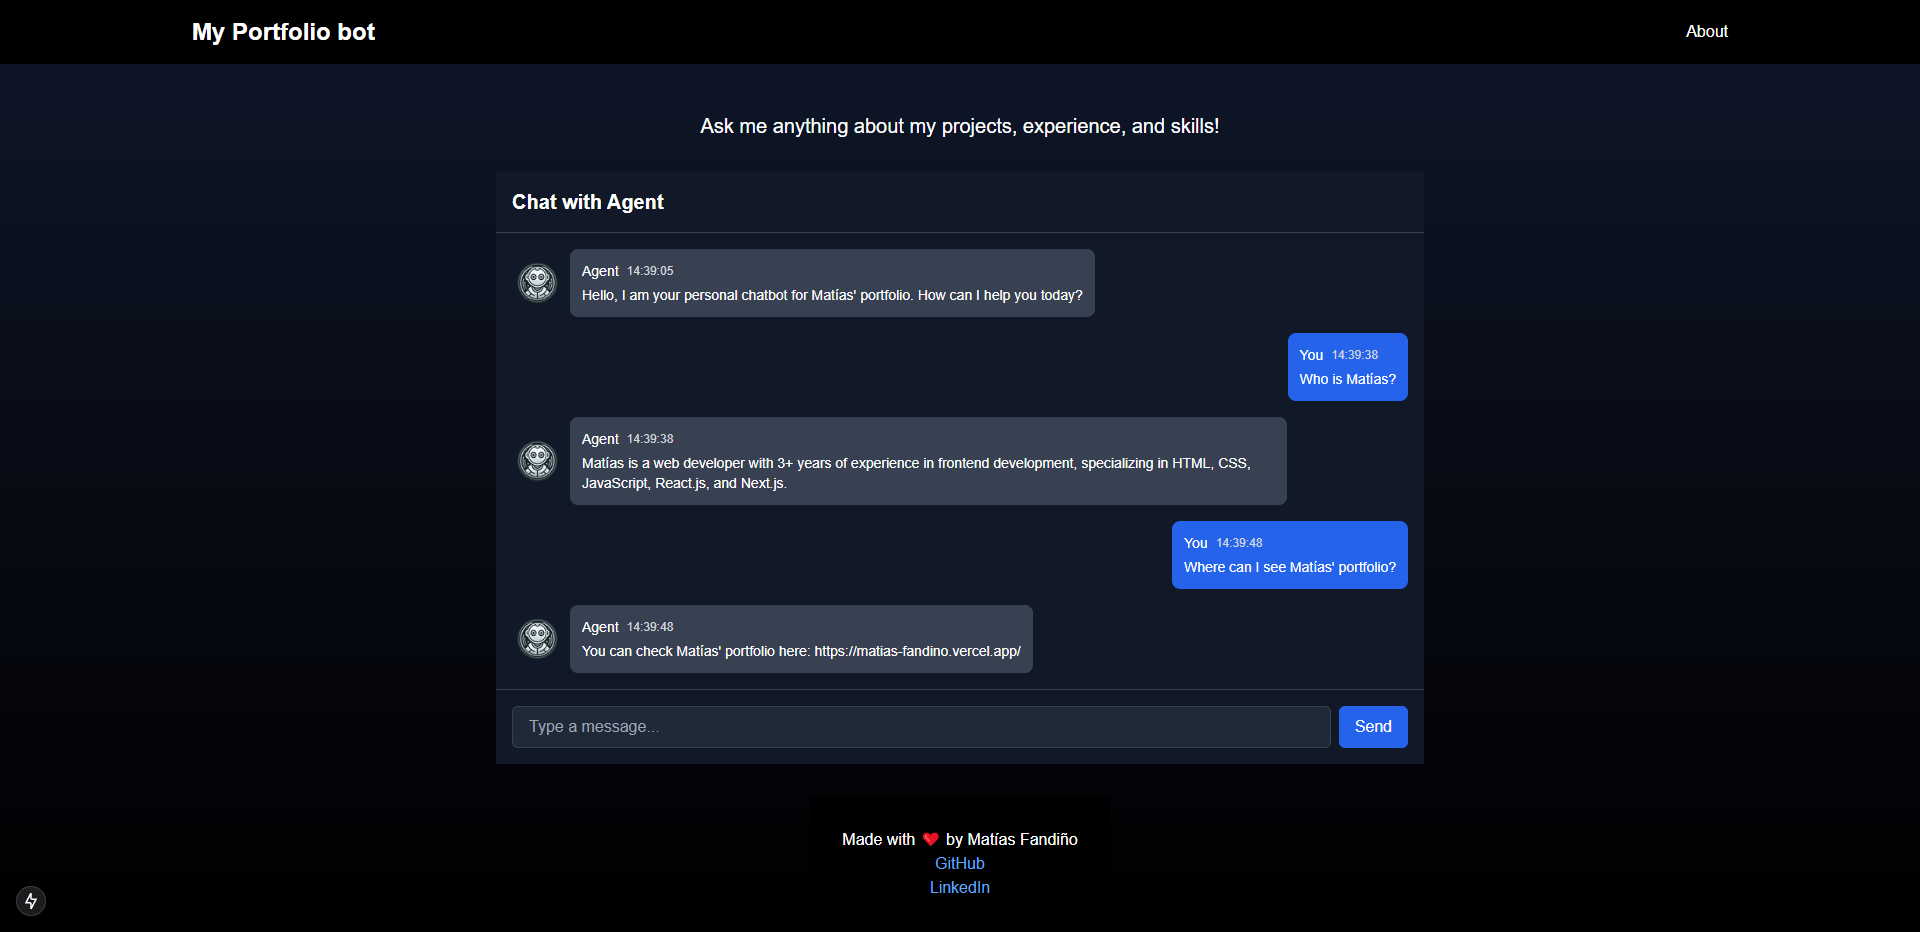 My Portfolio bot
About
Ask me anything about my projects, experience, and skills!
Chat with Agent
Agent 14:39:05
Hello, I am your personal chatbot for Matías' portfolio. How can I help you today?
You 14:39:38
Who is Matías?
Agent 14:39:38
Matías is a web developer with 3+ years of experience in frontend development, specializing in HTML, CSS,
JavaScript, React.js, and Next.js.
You 14:39:48
Where can I see Matías' portfolio?
Agent 14:39:48
You can check Matías' portfolio here: https://matias-fandino.vercel.app/
Type a message...
Send
Made with ❤️ by Matías Fandiño
GitHub
LinkedIn